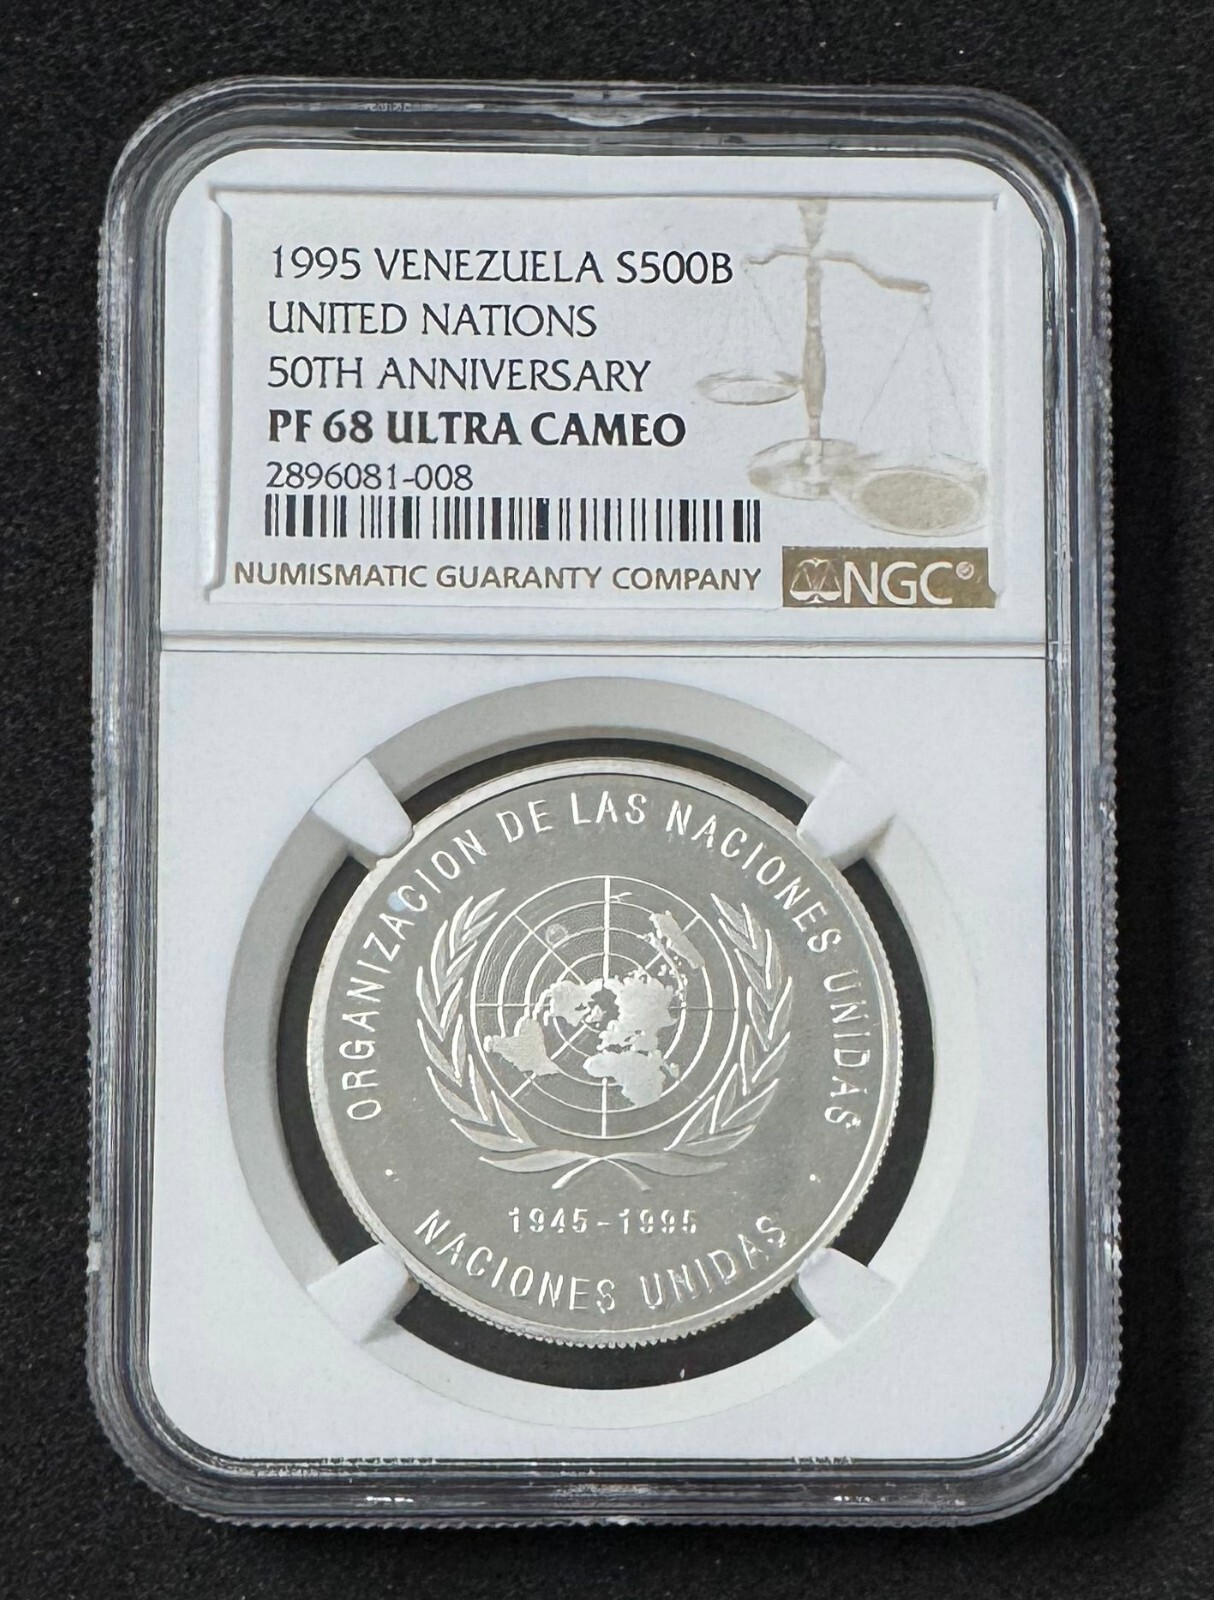 1995 VENEZUELA S500B
UNITED NATIONS
50TH ANNIVERSARY
PF 68 ULTRA CAMEO
2896081-008
NUMISMATIC GUARANTY COMPANY
NGC
ORGANIZACION DE LAS NACIONES UNIDAS
1945-1995
NACIONES UNIDAS